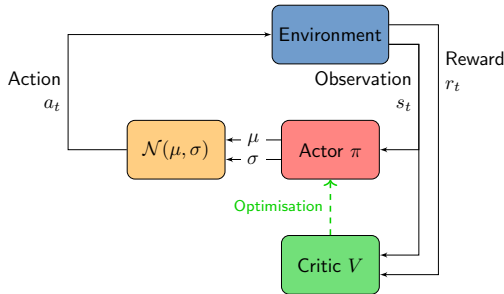 Environment
Action
a_t
Observation
s_t
Reward
r_t
N(μ, σ)
μ
σ
Actor π
Optimisation
Critic V